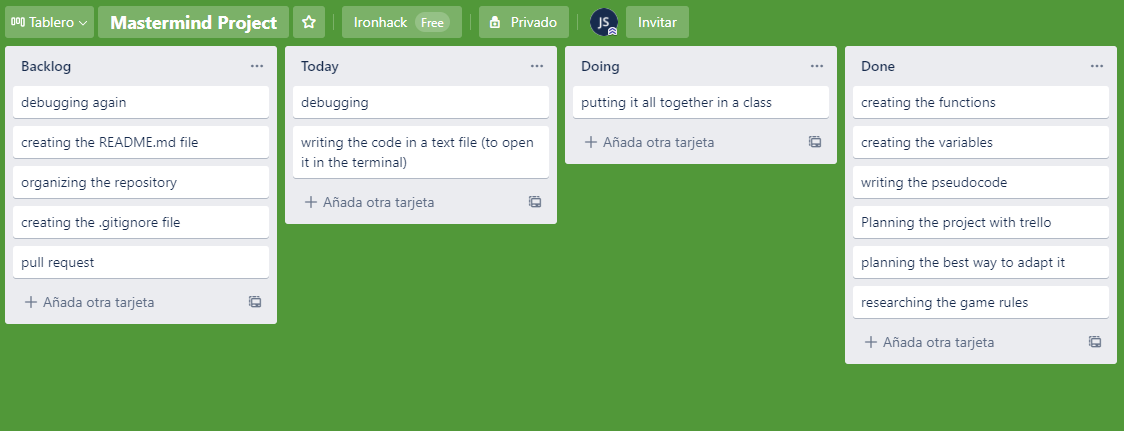 Tablero
Mastermind Project
Ironhack Free
Privado
JS
Invitar
Backlog
debugging again
creating the README.md file
organizing the repository
creating the .gitignore file
pull request
Añada otra tarjeta
Today
debugging
writing the code in a text file (to open
it in the terminal)
Añada otra tarjeta
Doing
putting it all together in a class
Añada otra tarjeta
Done
creating the functions
creating the variables
writing the pseudocode
Planning the project with trello
planning the best way to adapt it
researching the game rules
Añada otra tarjeta